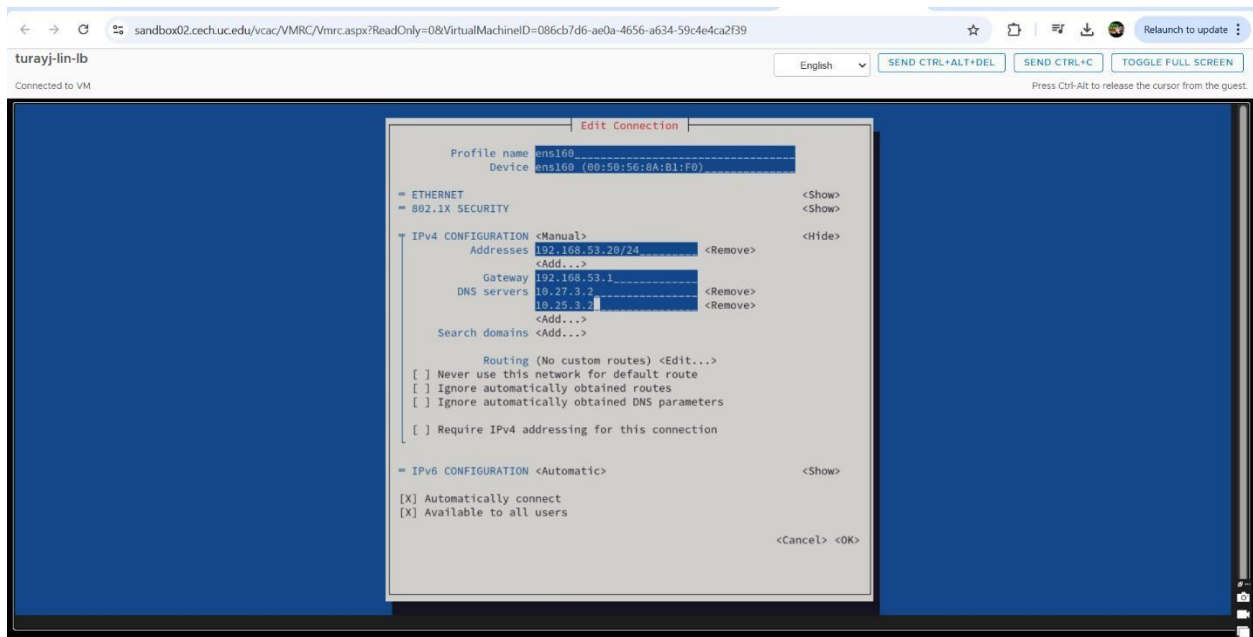 sandbox02.cech.uc.edu/vcac/VMRC/Vmrc.aspx?ReadOnly=0&VirtualMachineID=086cb7d6-ae0a-4656-a634-59c4e4ca2f39
Relaunch to update
turayj-lin-lb
English
SEND CTRL+ALT+DEL
SEND CTRL+C
TOGGLE FULL SCREEN
Connected to VM
Press Ctrl-Alt to release the cursor from the guest.
Edit Connection
Profile name ens160
Device ens160 (00:50:56:8A:B1:F0)
= ETHERNET <Show>
= 802.1X SECURITY <Show>
IPv4 CONFIGURATION <Manual> <Hide>
Addresses 192.168.53.20/24 <Remove>
<Add...>
Gateway 192.168.53.1
DNS servers 10.27.3.2 <Remove>
10.25.3.2 <Remove>
<Add...>
Search domains <Add...>
Routing (No custom routes) <Edit...>
[ ] Never use this network for default route
[ ] Ignore automatically obtained routes
[ ] Ignore automatically obtained DNS parameters
[ ] Require IPv4 addressing for this connection
= IPv6 CONFIGURATION <Automatic> <Show>
[X] Automatically connect
[X] Available to all users
<Cancel> <OK>